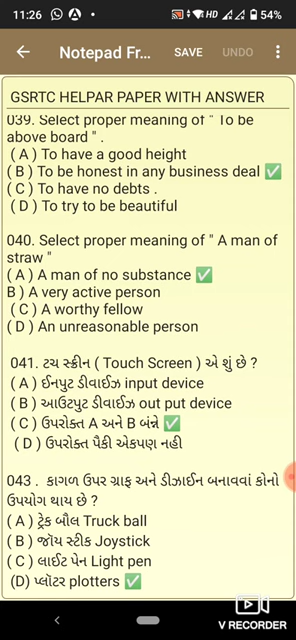 11:26
HD
54%
Notepad Fr...
SAVE
UNDO
GSRTC HELPAR PAPER WITH ANSWER
039. Select proper meaning of " To be
above board " .
( A ) To have a good height
( B ) To be honest in any business deal ✅
( C ) To have no debts .
( D ) To try to be beautiful
040. Select proper meaning of " A man of
straw "
( A ) A man of no substance ✅
B ) A very active person
( C ) A worthy fellow
( D ) An unreasonable person
041. ટચ સ્ક્રીન ( Touch Screen ) એ શું છે ?
( A ) ઈનપુટ ડીવાઈઝ input device
( B ) આઉટપુટ ડીવાઈઝ out put device
( C ) ઉપરોક્ત A અને B બંન્ને ✅
( D ) ઉપરોક્ત પૈકી એકપણ નહી
043 . કાગળ ઉપર ગ્રાફ અને ડીઝાઈન બનાવવાં કોનો
ઉપયોગ થાય છે ?
( A ) ટ્રેક બૌલ Truck ball
( B ) જૉય સ્ટીક Joystick
( C ) લાઈટ પેન Light pen
(D) પ્લૉટર plotters ✅
V RECORDER